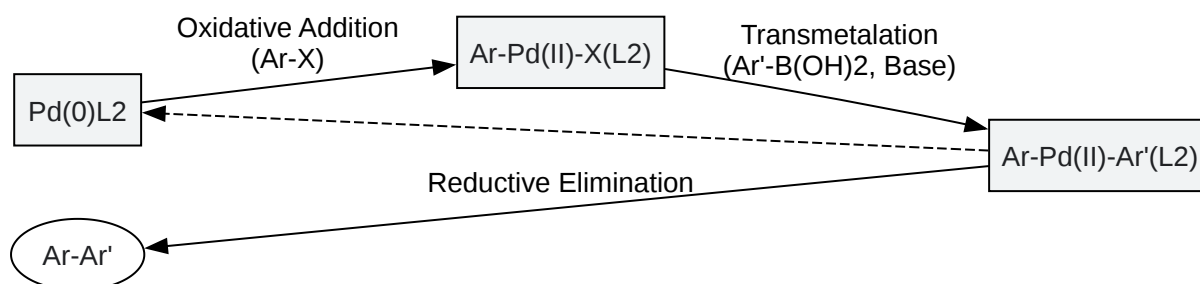 Oxidative Addition
(Ar-X)
Ar-Pd(II)-X(L2)
Transmetalation
(Ar'-B(OH)2, Base)
Pd(0)L2
Ar-Pd(II)-Ar'(L2)
Reductive Elimination
Ar-Ar'